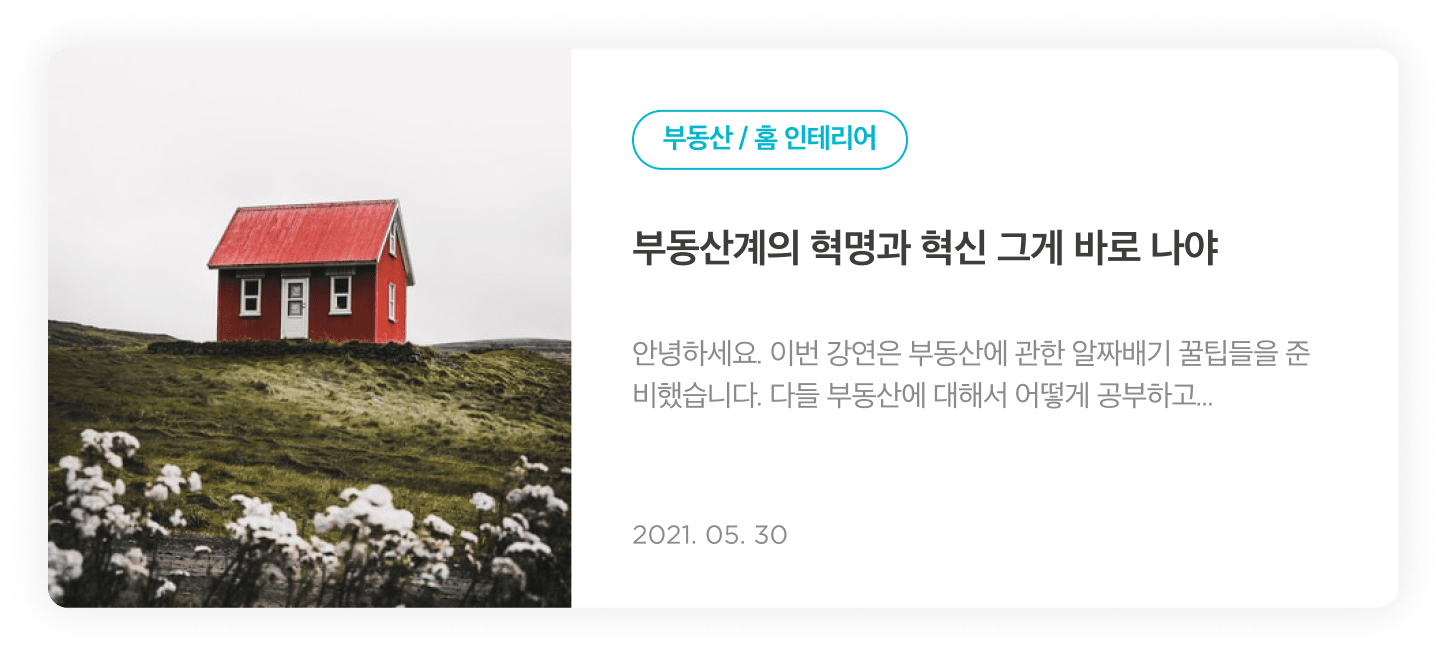 부동산 / 홈 인테리어
부동산계의 혁명과 혁신 그게 바로 나야
안녕하세요. 이번 강연은 부동산에 관한 알짜배기 꿀팁들을 준
비했습니다. 다들 부동산에 대해서 어떻게 공부하고...
2021. 05. 30